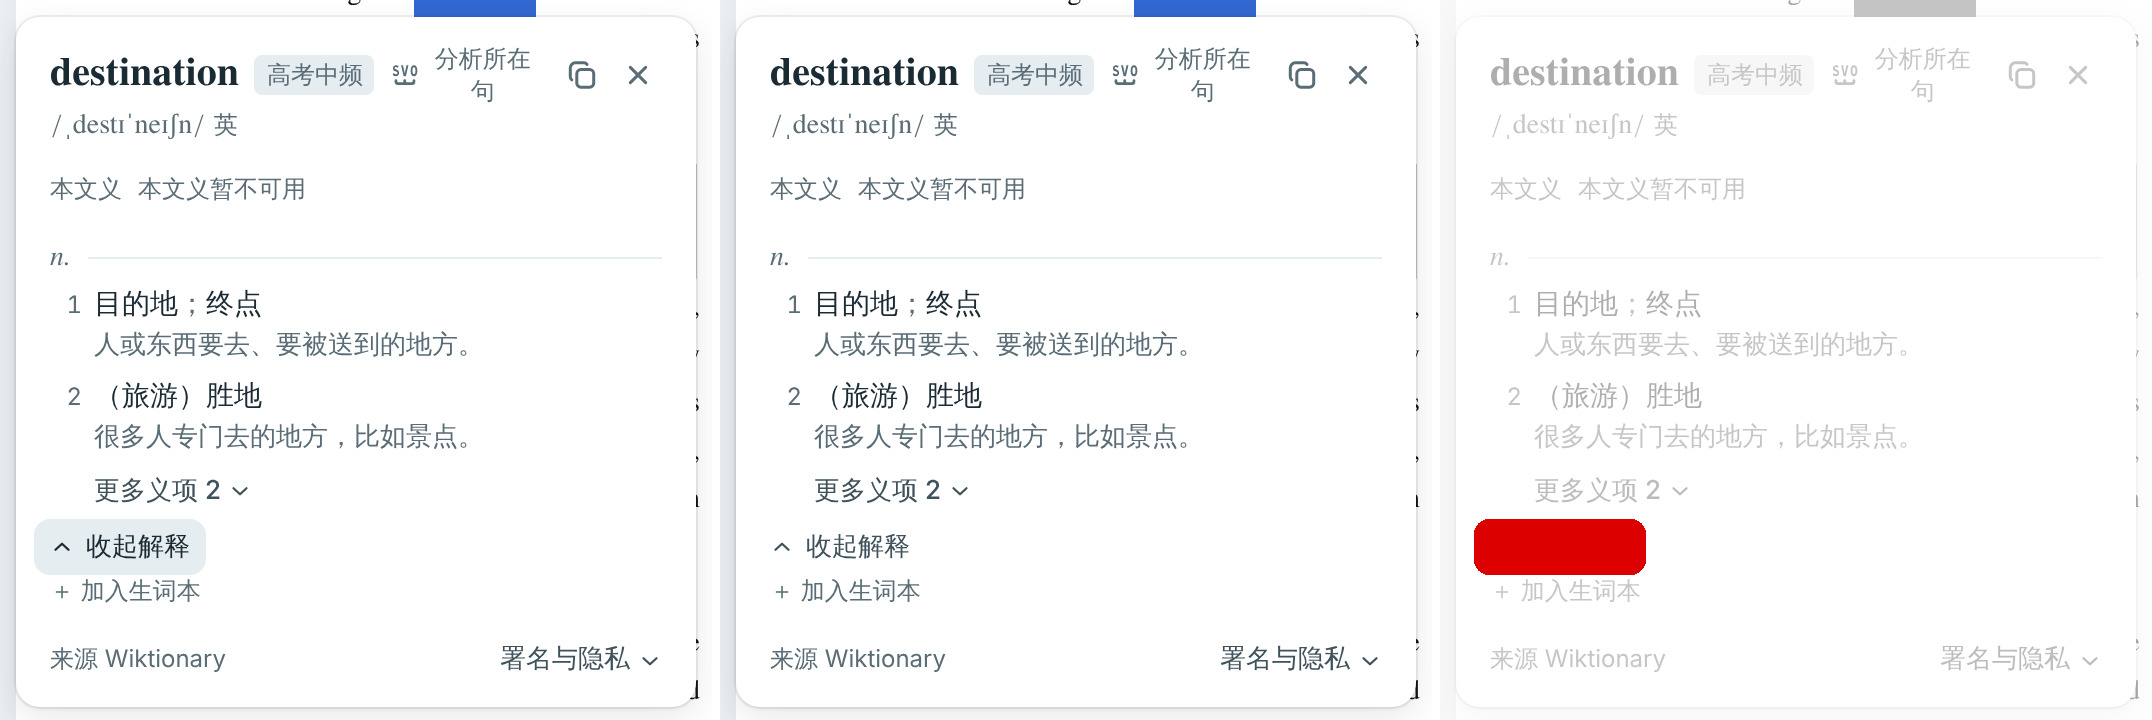 destination 高考中频 SVO 分析所在句
/ˌdestɪˈneɪʃn/ 英
本文义 本文义暂不可用
n.
1 目的地；终点
人或东西要去、要被送到的地方。
2 （旅游）胜地
很多人专门去的地方，比如景点。
更多义项 2
收起解释
+ 加入生词本
来源 Wiktionary 署名与隐私
destination 高考中频 SVO 分析所在句
/ˌdestɪˈneɪʃn/ 英
本文义 本文义暂不可用
n.
1 目的地；终点
人或东西要去、要被送到的地方。
2 （旅游）胜地
很多人专门去的地方，比如景点。
更多义项 2
收起解释
+ 加入生词本
来源 Wiktionary 署名与隐私
destination 高考中频 SVO 分析所在句
/ˌdestɪˈneɪʃn/ 英
本文义 本文义暂不可用
n.
1 目的地；终点
人或东西要去、要被送到的地方。
2 （旅游）胜地
很多人专门去的地方，比如景点。
更多义项 2
+ 加入生词本
来源 Wiktionary 署名与隐私